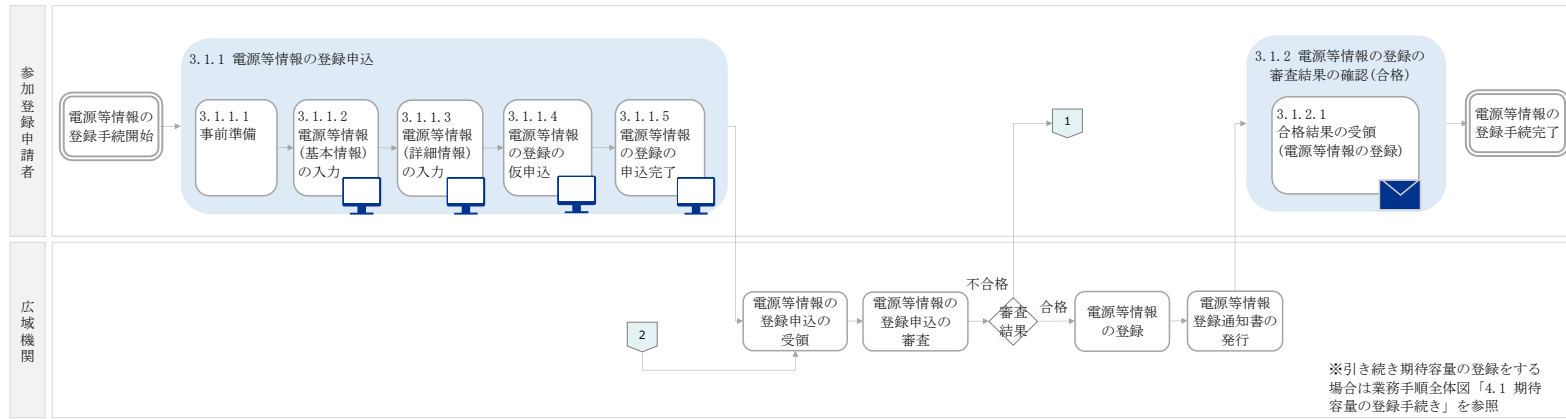 参加登録申請者
電源等情報の
登録手続開始
3.1.1 電源等情報の登録申込
3.1.1.1
事前準備
3.1.1.2
電源等情報
(基本情報)
の入力
3.1.1.3
電源等情報
(詳細情報)
の入力
3.1.1.4
電源等情報
の登録の
仮申込
3.1.1.5
電源等情報
の登録の
申込完了
1
3.1.2 電源等情報の登録の
審査結果の確認(合格)
3.1.2.1
合格結果の受領
(電源等情報の登録)
電源等情報の
登録手続完了
広域機関
2
電源等情報の
登録申込の
受領
電源等情報の
登録申込の
審査
不合格
審査
結果
合格
電源等情報
の登録
電源等情報
登録通知書の
発行
※引き続き期待容量の登録をする
場合は業務手順全体図「4.1 期待
容量の登録手続き」を参照